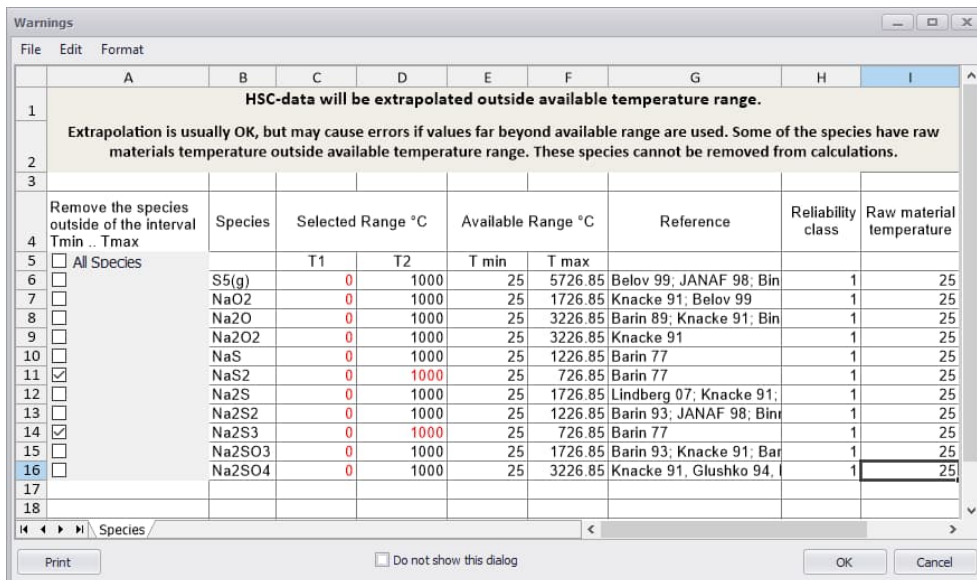 Warnings
File Edit Format
A B C D E F G H I
1 HSC-data will be extrapolated outside available temperature range.
Extrapolation is usually OK, but may cause errors if values far beyond available range are used. Some of the species have raw
2 materials temperature outside available temperature range. These species cannot be removed from calculations.
3
Remove the species
outside of the interval Species Selected Range °C Available Range °C Reference Reliability class Raw material temperature
4 Tmin .. Tmax
5 All Species T1 T2 T min T max
6 S5(g) 0 1000 25 5726.85 Belov 99; JANAF 98; Bin 1 25
7 NaO2 0 1000 25 1726.85 Knacke 91; Belov 99 1 25
8 Na2O 0 1000 25 3226.85 Barin 89; Knacke 91; Bin 1 25
9 Na2O2 0 1000 25 3226.85 Knacke 91 1 25
10 NaS 0 1000 25 1226.85 Barin 77 1 25
11 NaS2 0 1000 25 726.85 Barin 77 1 25
12 Na2S 0 1000 25 1726.85 Lindberg 07; Knacke 91; 1 25
13 Na2S2 0 1000 25 1226.85 Barin 93; JANAF 98; Bin 1 25
14 Na2S3 0 1000 25 726.85 Barin 77 1 25
15 Na2SO3 0 1000 25 1726.85 Barin 93; Knacke 91; Bar 1 25
16 Na2SO4 0 1000 25 3226.85 Knacke 91, Glushko 94, 1 25
17
18
Species
Print Do not show this dialog OK Cancel